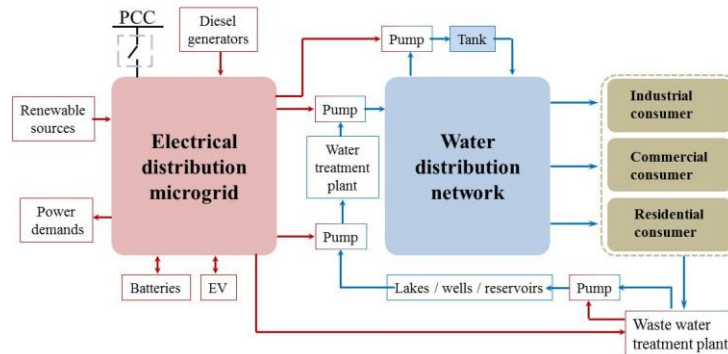 PCC
Diesel
generators
Pump
Tank
Renewable
sources
Electrical
distribution
microgrid
Pump
Water
distribution
network
Industrial
consumer
Water
treatment
plant
Commercial
consumer
Power
demands
Pump
Residential
consumer
Batteries
EV
Lakes / wells / reservoirs
Pump
Waste water
treatment plant